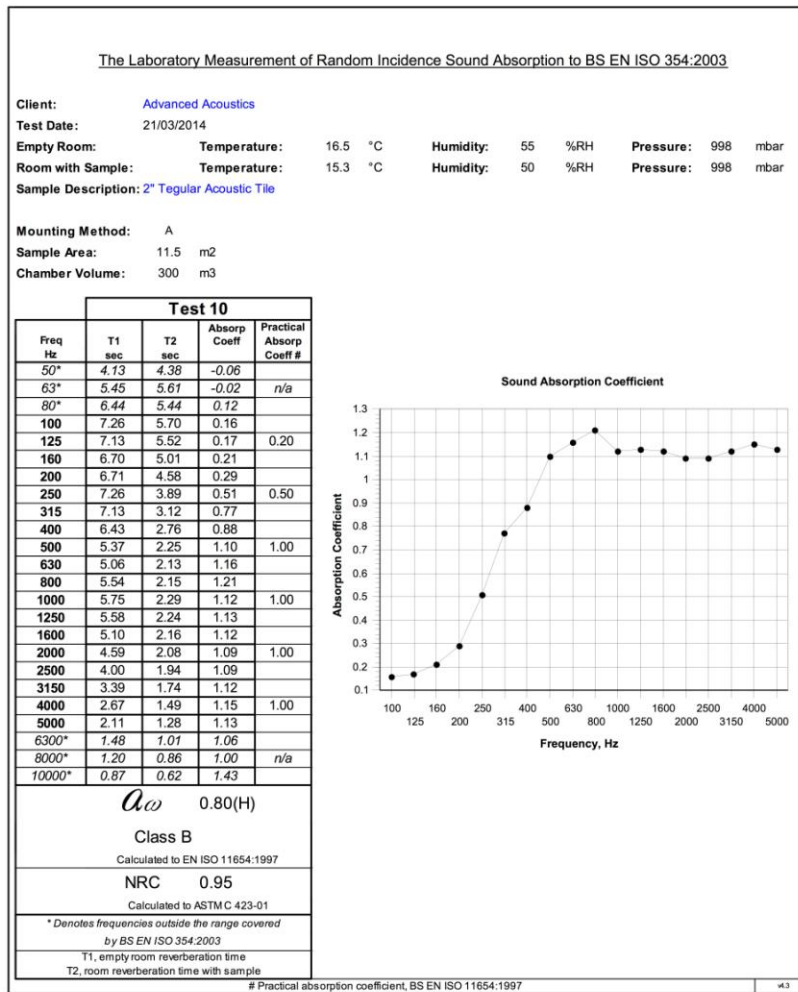 The Laboratory Measurement of Random Incidence Sound Absorption to BS EN ISO 354:2003
Client: Advanced Acoustics
Test Date: 21/03/2014
Empty Room: Temperature: 16.5 °C Humidity: 55 %RH Pressure: 998 mbar
Room with Sample: Temperature: 15.3 °C Humidity: 50 %RH Pressure: 998 mbar
Sample Description: 2" Tegular Acoustic Tile
Mounting Method: A
Sample Area: 11.5 m2
Chamber Volume: 300 m3
Test 10
Freq Hz T1 sec T2 sec Absorp Coeff Practical Absorp Coeff #
50* 4.13 4.38 -0.06
63* 5.45 5.61 -0.02 n/a
80* 6.44 5.44 0.12
100 7.26 5.70 0.16
125 7.13 5.52 0.17 0.20
160 6.70 5.01 0.21
200 6.71 4.58 0.29
250 7.26 3.89 0.51 0.50
315 7.13 3.12 0.77
400 6.43 2.76 0.88
500 5.37 2.25 1.10 1.00
630 5.06 2.13 1.16
800 5.54 2.15 1.21
1000 5.75 2.29 1.12 1.00
1250 5.58 2.24 1.13
1600 5.10 2.16 1.12
2000 4.59 2.08 1.09 1.00
2500 4.00 1.94 1.09
3150 3.39 1.74 1.12
4000 2.67 1.49 1.15 1.00
5000 2.11 1.28 1.13
6300* 1.48 1.01 1.06
8000* 1.20 0.86 1.00 n/a
10000* 0.87 0.62 1.43
αω 0.80(H)
Class B
Calculated to EN ISO 11654:1997
NRC 0.95
Calculated to ASTM C 423-01
* Denotes frequencies outside the range covered
by BS EN ISO 354:2003
T1, empty room reverberation time
T2, room reverberation time with sample
Sound Absorption Coefficient
Absorption Coefficient
1.3
1.2
1.1
1
0.9
0.8
0.7
0.6
0.5
0.4
0.3
0.2
0.1
100 160 250 400 630 1000 1600 2500 4000
125 200 315 500 800 1250 2000 3150 5000
Frequency, Hz
# Practical absorption coefficient, BS EN ISO 11654:1997
v4.3